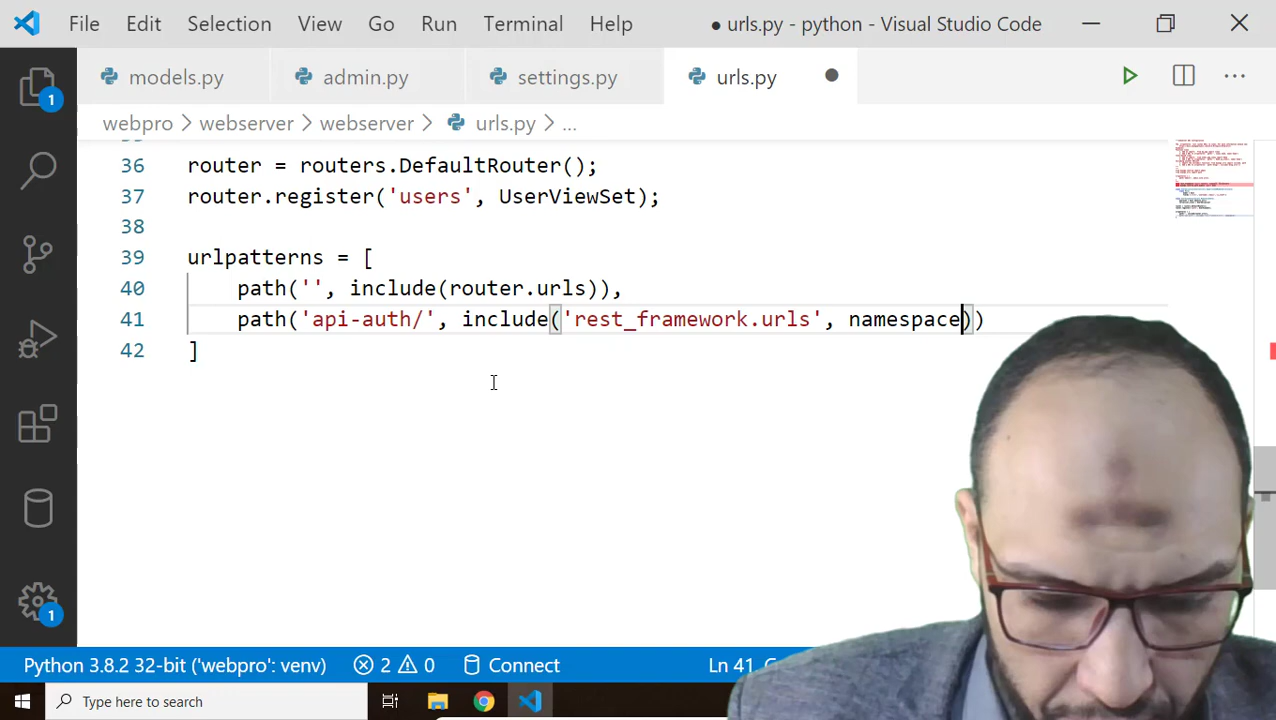 File Edit Selection View Go Run Terminal Help ● urls.py - python - Visual Studio Code
models.py admin.py settings.py urls.py
webpro > webserver > webserver > urls.py > ...
36 router = routers.DefaultRouter();
37 router.register('users', UserViewSet);
38
39 urlpatterns = [
40 path('', include(router.urls)),
41 path('api-auth/', include('rest_framework.urls', namespace))
42 ]
1
1
Python 3.8.2 32-bit ('webpro': venv) 2 0 Connect Ln 41,
Type here to search